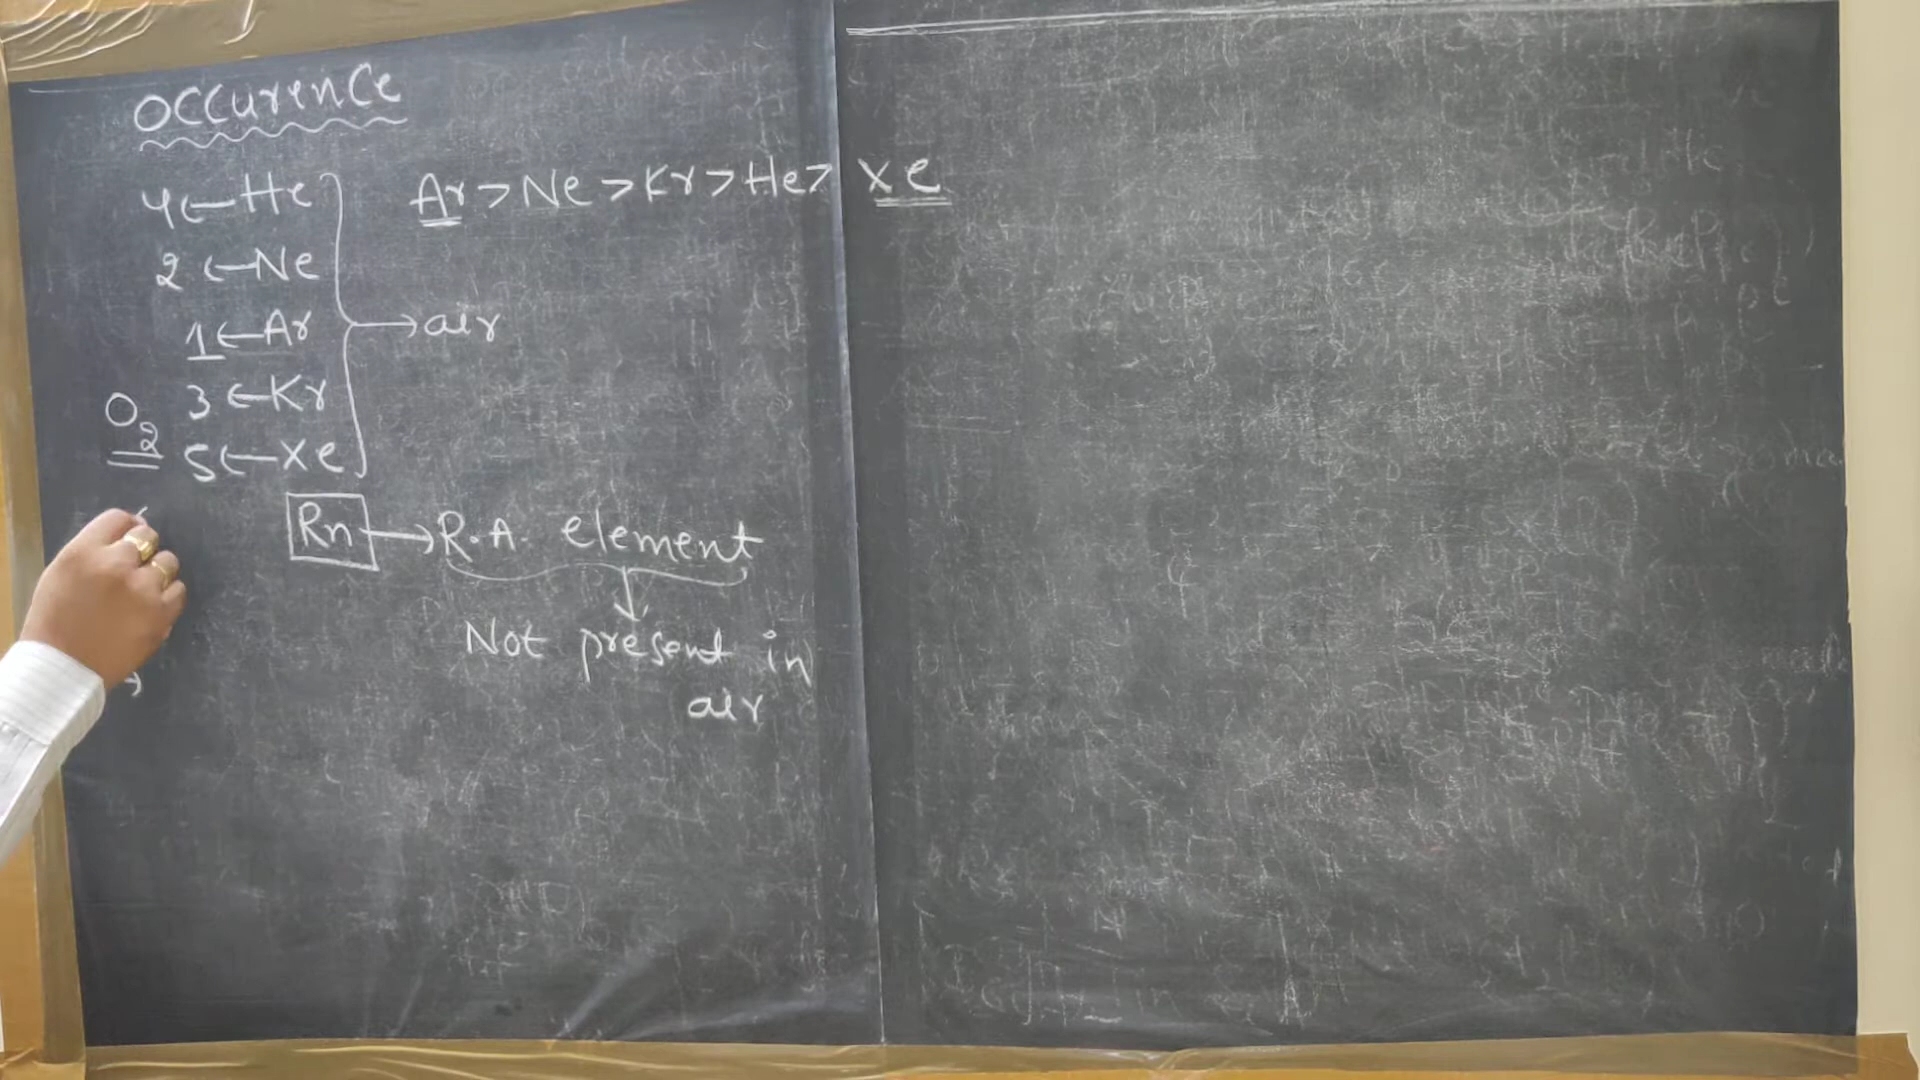 OCCurence
4 ← He
Ar > Ne > Kr > He > Xe
2 ← Ne
1 ← Ar
→ air
3 ← Kr
O2
5 ← Xe
Rn → R.A. element
Not present in
air